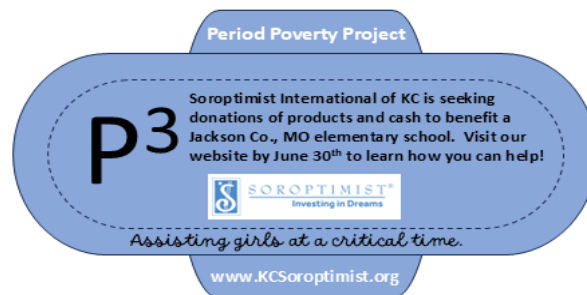 Period Poverty Project
P3
Soroptimist International of KC is seeking
donations of products and cash to benefit a
Jackson Co., MO elementary school.  Visit our
website by June 30th to learn how you can help!
S
SOROPTIMIST®
Investing in Dreams
Assisting girls at a critical time.
www.KCSoroptimist.org